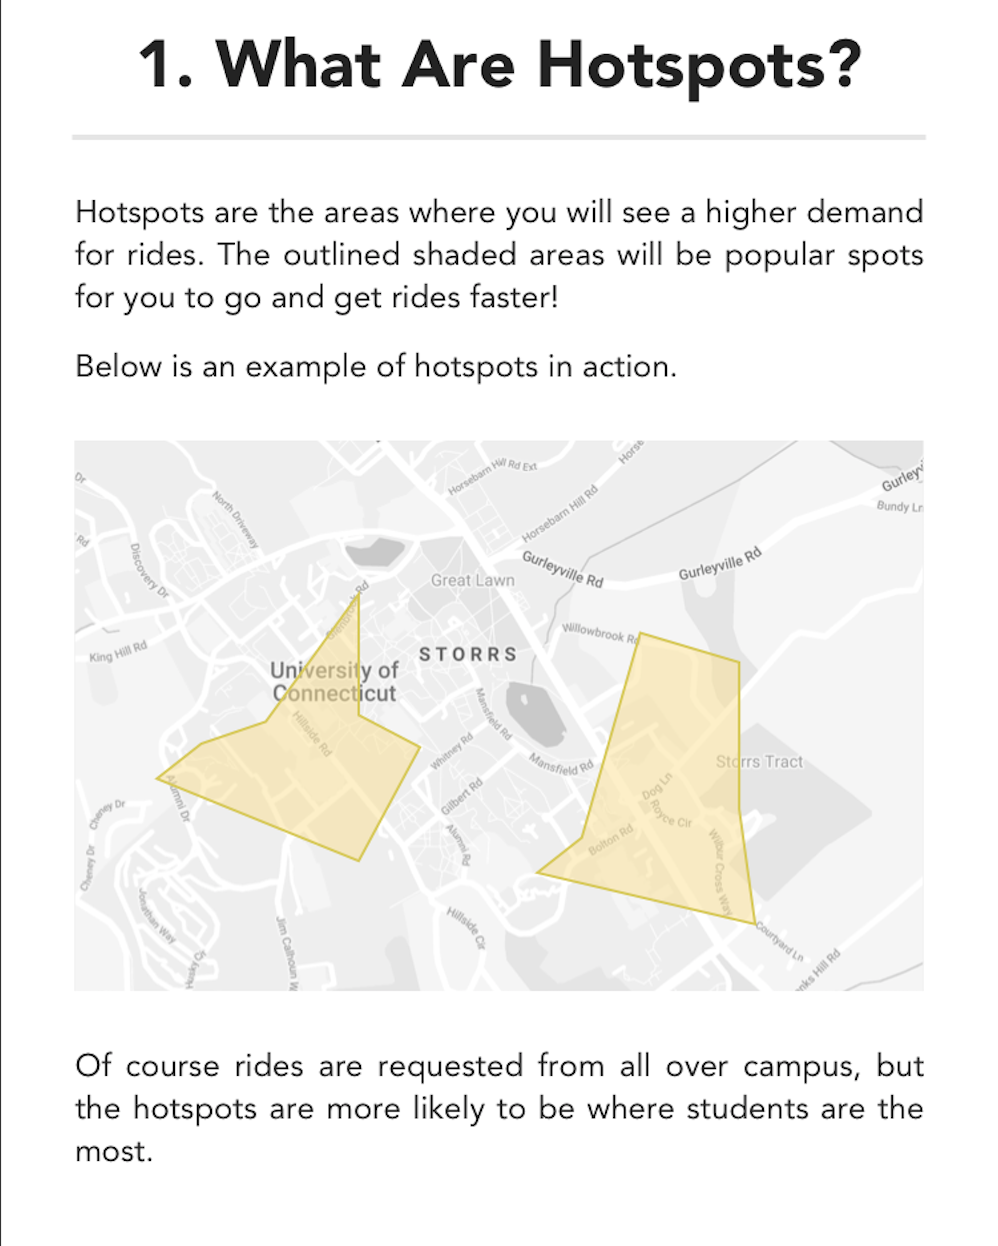 1. What Are Hotspots?
Hotspots are the areas where you will see a higher demand
for rides. The outlined shaded areas will be popular spots
for you to go and get rides faster!
Below is an example of hotspots in action.
Horsebarn Hill Rd Ext
Horse
Gurleyvi
Bundy Ln
Dr
North Driveway
Horsebarn Hill Rd
Rd
Discovery Dr
Gurleyville Rd
Gurleyville Rd
Great Lawn
Glenbrook Rd
Willowbrook Rd
King Hill Rd
STORRS
University of
Connecticut
Mansfield Rd
Hillside Rd
Whitney Rd
Mansfield Rd
Storrs Tract
Alumni Dr
Gilbert Rd
Dog Ln
Royce Cir
Cheney Dr
Alumni Rd
Bolton Rd
Wilbur Cross Way
Cheney Dr
Jonathan Way
Hillside Cir
Jim Calhoun W
Courtyard Ln
Husky Cir
nks Hill Rd
Of course rides are requested from all over campus, but
the hotspots are more likely to be where students are the
most.